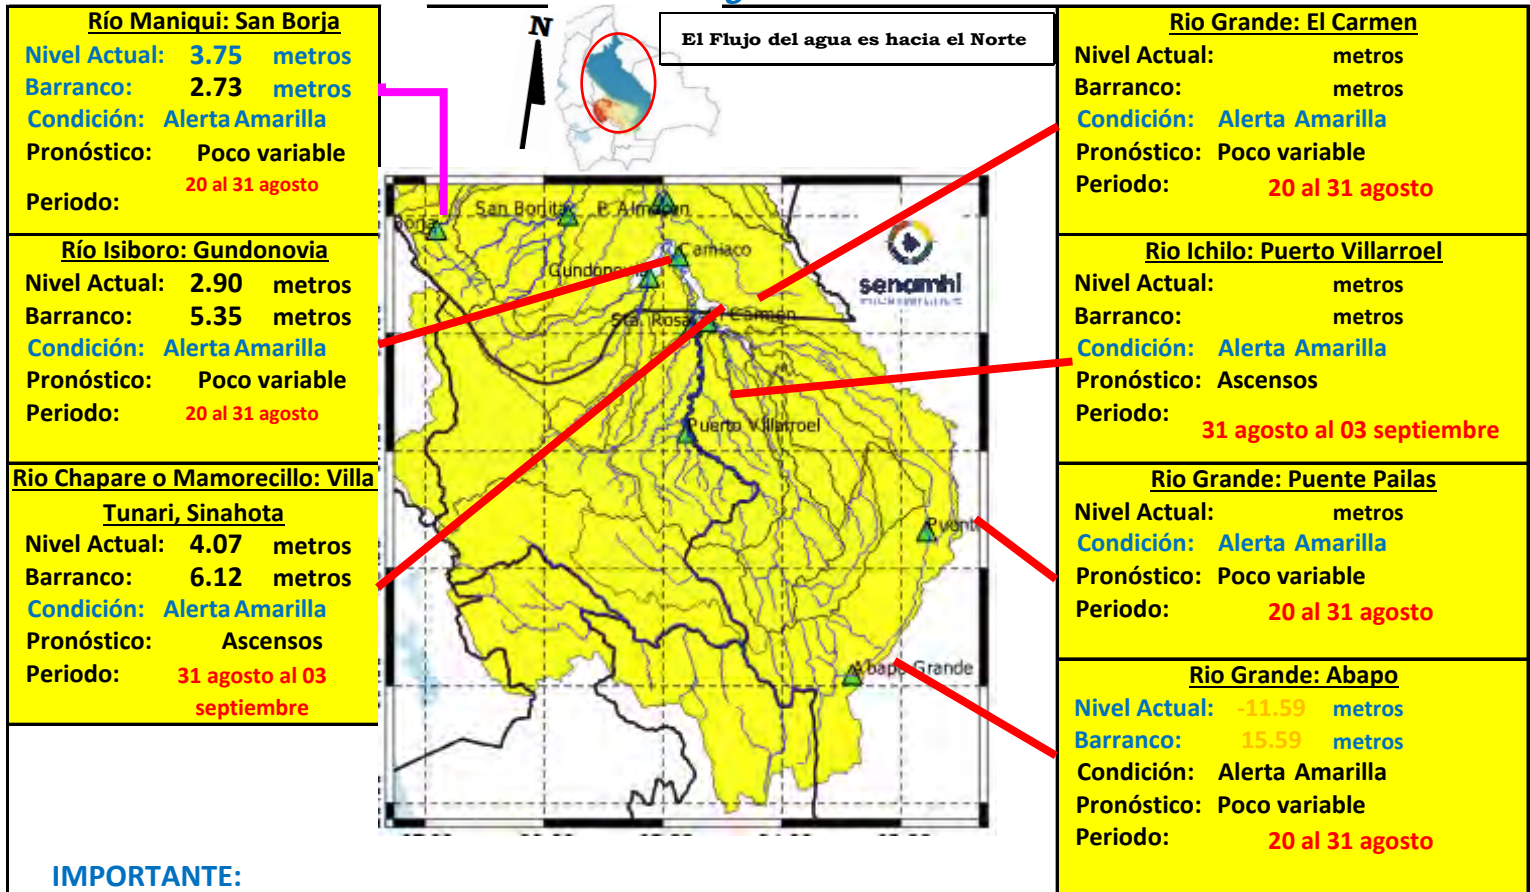 Río Maniqui: San Borja
Nivel Actual: 3.75 metros
Barranco: 2.73 metros
Condición: Alerta Amarilla
Pronóstico: Poco variable
20 al 31 agosto
Periodo:
Río Isiboro: Gundonovia
Nivel Actual: 2.90 metros
Barranco: 5.35 metros
Condición: Alerta Amarilla
Pronóstico: Poco variable
Periodo: 20 al 31 agosto
Rio Chapare o Mamorecillo: Villa
Tunari, Sinahota
Nivel Actual: 4.07 metros
Barranco: 6.12 metros
Condición: Alerta Amarilla
Pronóstico: Ascensos
Periodo: 31 agosto al 03
septiembre
IMPORTANTE:
N
El Flujo del agua es hacia el Norte
San Bonita
P. Almacen
Borja
Camiaco
Gundonovia
senamhi
Sta. Rosa
Carmen
Puerto Villarroel
Puent
Abapo Grande
Rio Grande: El Carmen
Nivel Actual: metros
Barranco: metros
Condición: Alerta Amarilla
Pronóstico: Poco variable
Periodo: 20 al 31 agosto
Rio Ichilo: Puerto Villarroel
Nivel Actual: metros
Barranco: metros
Condición: Alerta Amarilla
Pronóstico: Ascensos
Periodo:
31 agosto al 03 septiembre
Rio Grande: Puente Pailas
Nivel Actual: metros
Condición: Alerta Amarilla
Pronóstico: Poco variable
Periodo: 20 al 31 agosto
Rio Grande: Abapo
Nivel Actual: -11.59 metros
Barranco: 15.59 metros
Condición: Alerta Amarilla
Pronóstico: Poco variable
Periodo: 20 al 31 agosto